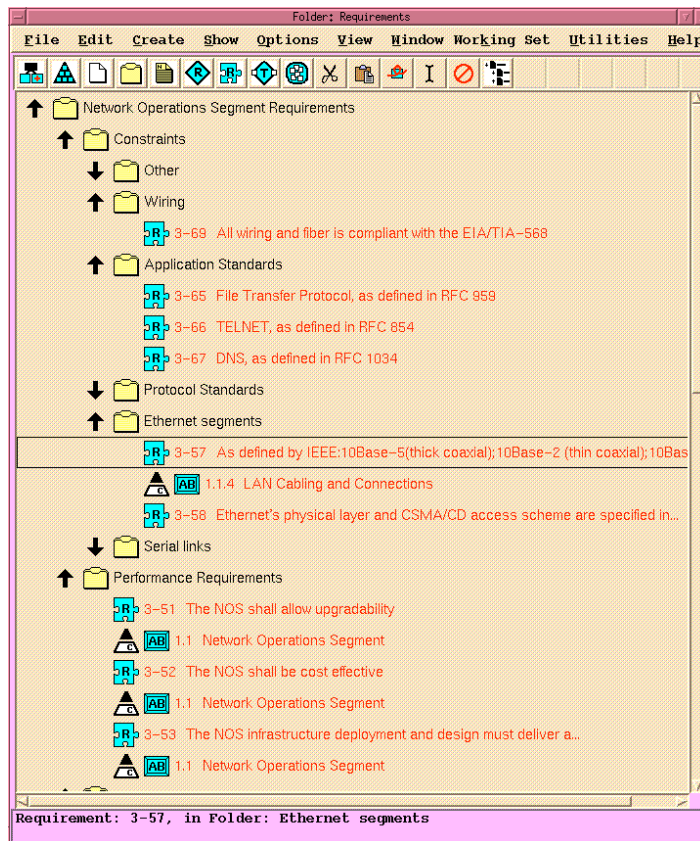 Folder: Requirements
File Edit Create Show Options View Window Working Set Utilities Help
Network Operations Segment Requirements
Constraints
Other
Wiring
R 3-69 All wiring and fiber is compliant with the EIA/TIA-568
Application Standards
R 3-65 File Transfer Protocol, as defined in RFC 959
R 3-66 TELNET, as defined in RFC 854
R 3-67 DNS, as defined in RFC 1034
Protocol Standards
Ethernet segments
R 3-57 As defined by IEEE:10Base-5(thick coaxial);10Base-2 (thin coaxial);10Bas
C AB 1.1.4 LAN Cabling and Connections
R 3-58 Ethernet's physical layer and CSMA/CD access scheme are specified in...
Serial links
Performance Requirements
R 3-51 The NOS shall allow upgradability
C AB 1.1 Network Operations Segment
R 3-52 The NOS shall be cost effective
C AB 1.1 Network Operations Segment
R 3-53 The NOS infrastructure deployment and design must deliver a...
C AB 1.1 Network Operations Segment
Requirement: 3-57, in Folder: Ethernet segments